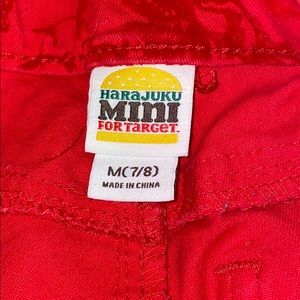 HaraJUKU
MiNi
FOR TARGET.
M(7/8)
MADE IN CHINA